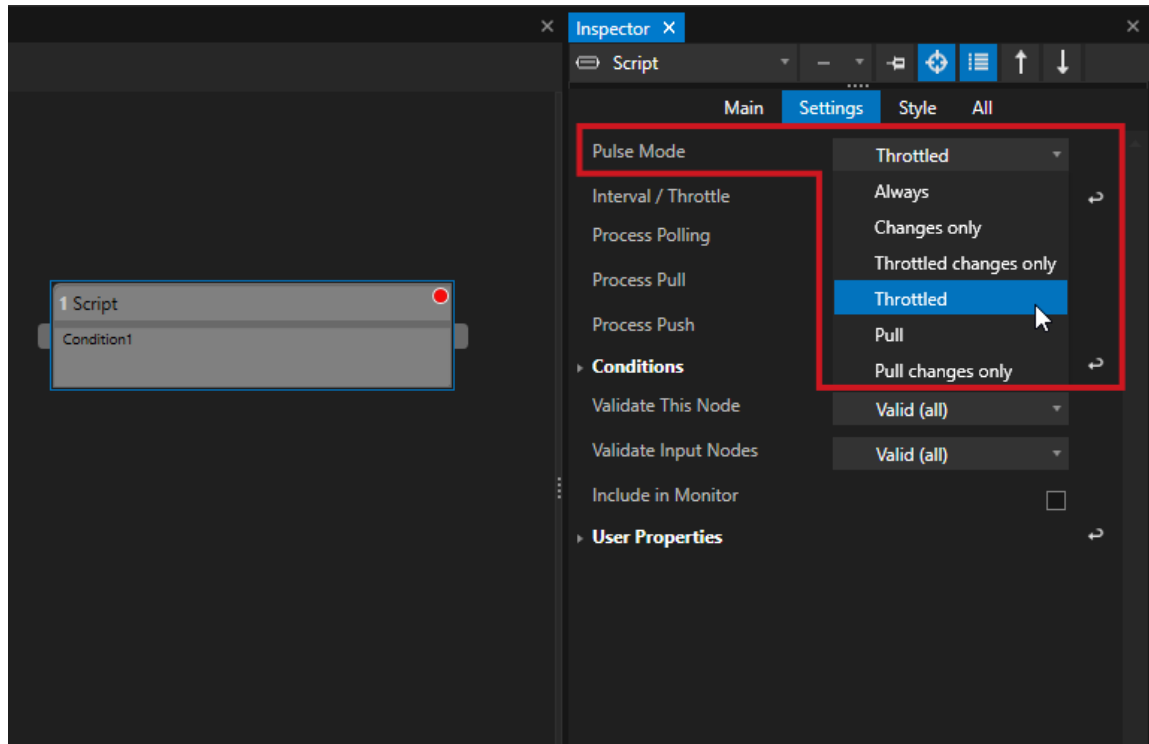 Inspector
Script
Main Settings Style All
Pulse Mode
Throttled
Always
Interval / Throttle
Changes only
Process Polling
Throttled changes only
Process Pull
Throttled
Process Push
Pull
Conditions
Pull changes only
Validate This Node
Valid (all)
Validate Input Nodes
Valid (all)
Include in Monitor
User Properties
1 Script
Condition1